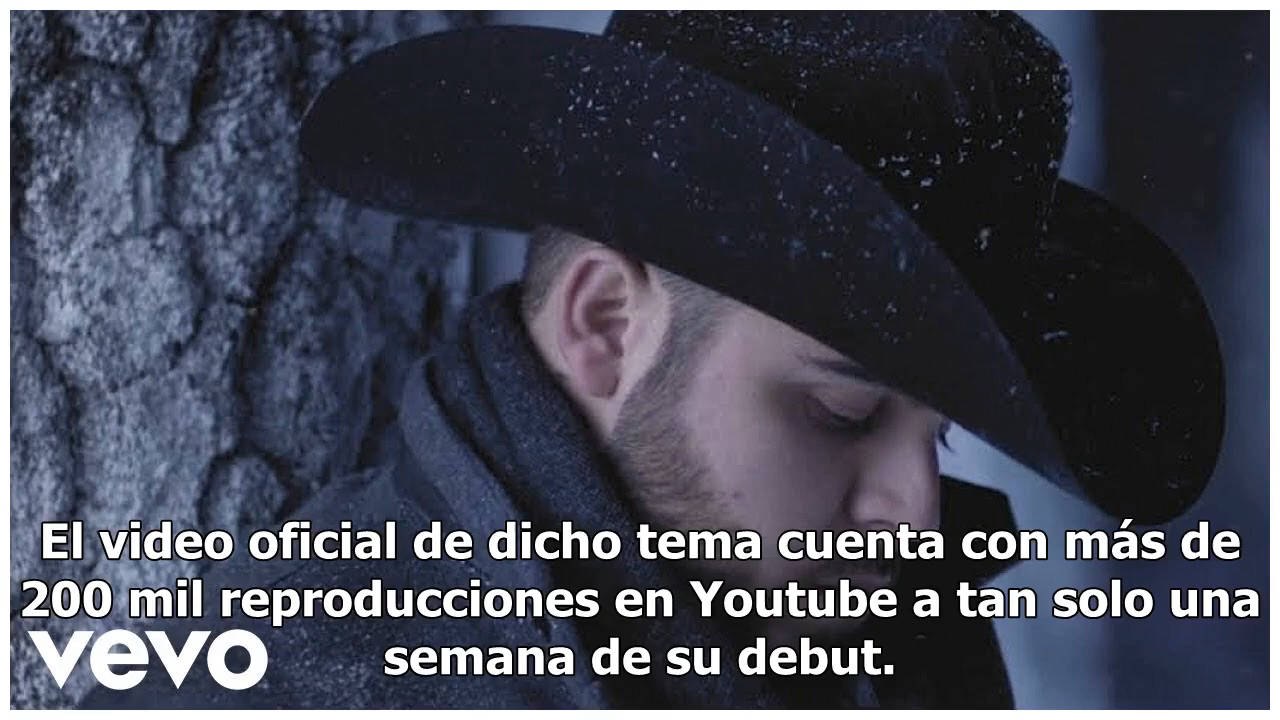 El video oficial de dicho tema cuenta con más de
200 mil reproducciones en Youtube a tan solo una
semana de su debut.
vevo